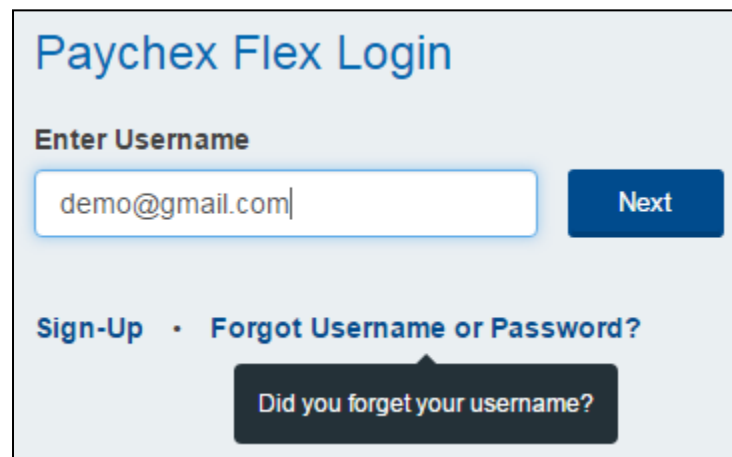 Paychex Flex Login
Enter Username
demo@gmail.com
Next
Sign-Up • Forgot Username or Password?
Did you forget your username?